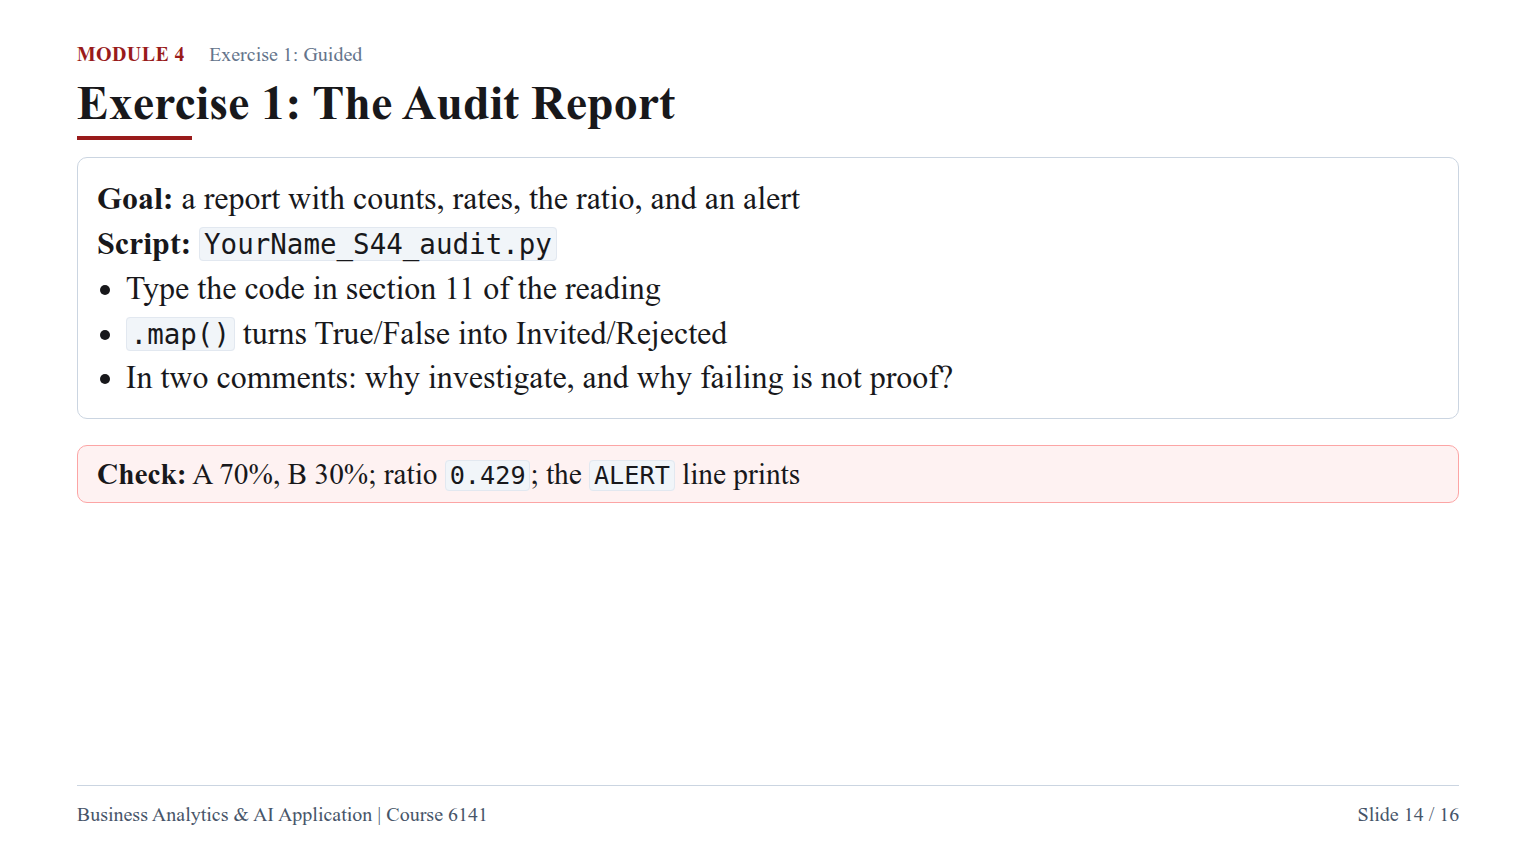 MODULE 4 Exercise 1: Guided
Exercise 1: The Audit Report
Goal: a report with counts, rates, the ratio, and an alert
Script: YourName_S44_audit.py
• Type the code in section 11 of the reading
• .map() turns True/False into Invited/Rejected
• In two comments: why investigate, and why failing is not proof?
Check: A 70%, B 30%; ratio 0.429; the ALERT line prints
Business Analytics & AI Application | Course 6141
Slide 14 / 16